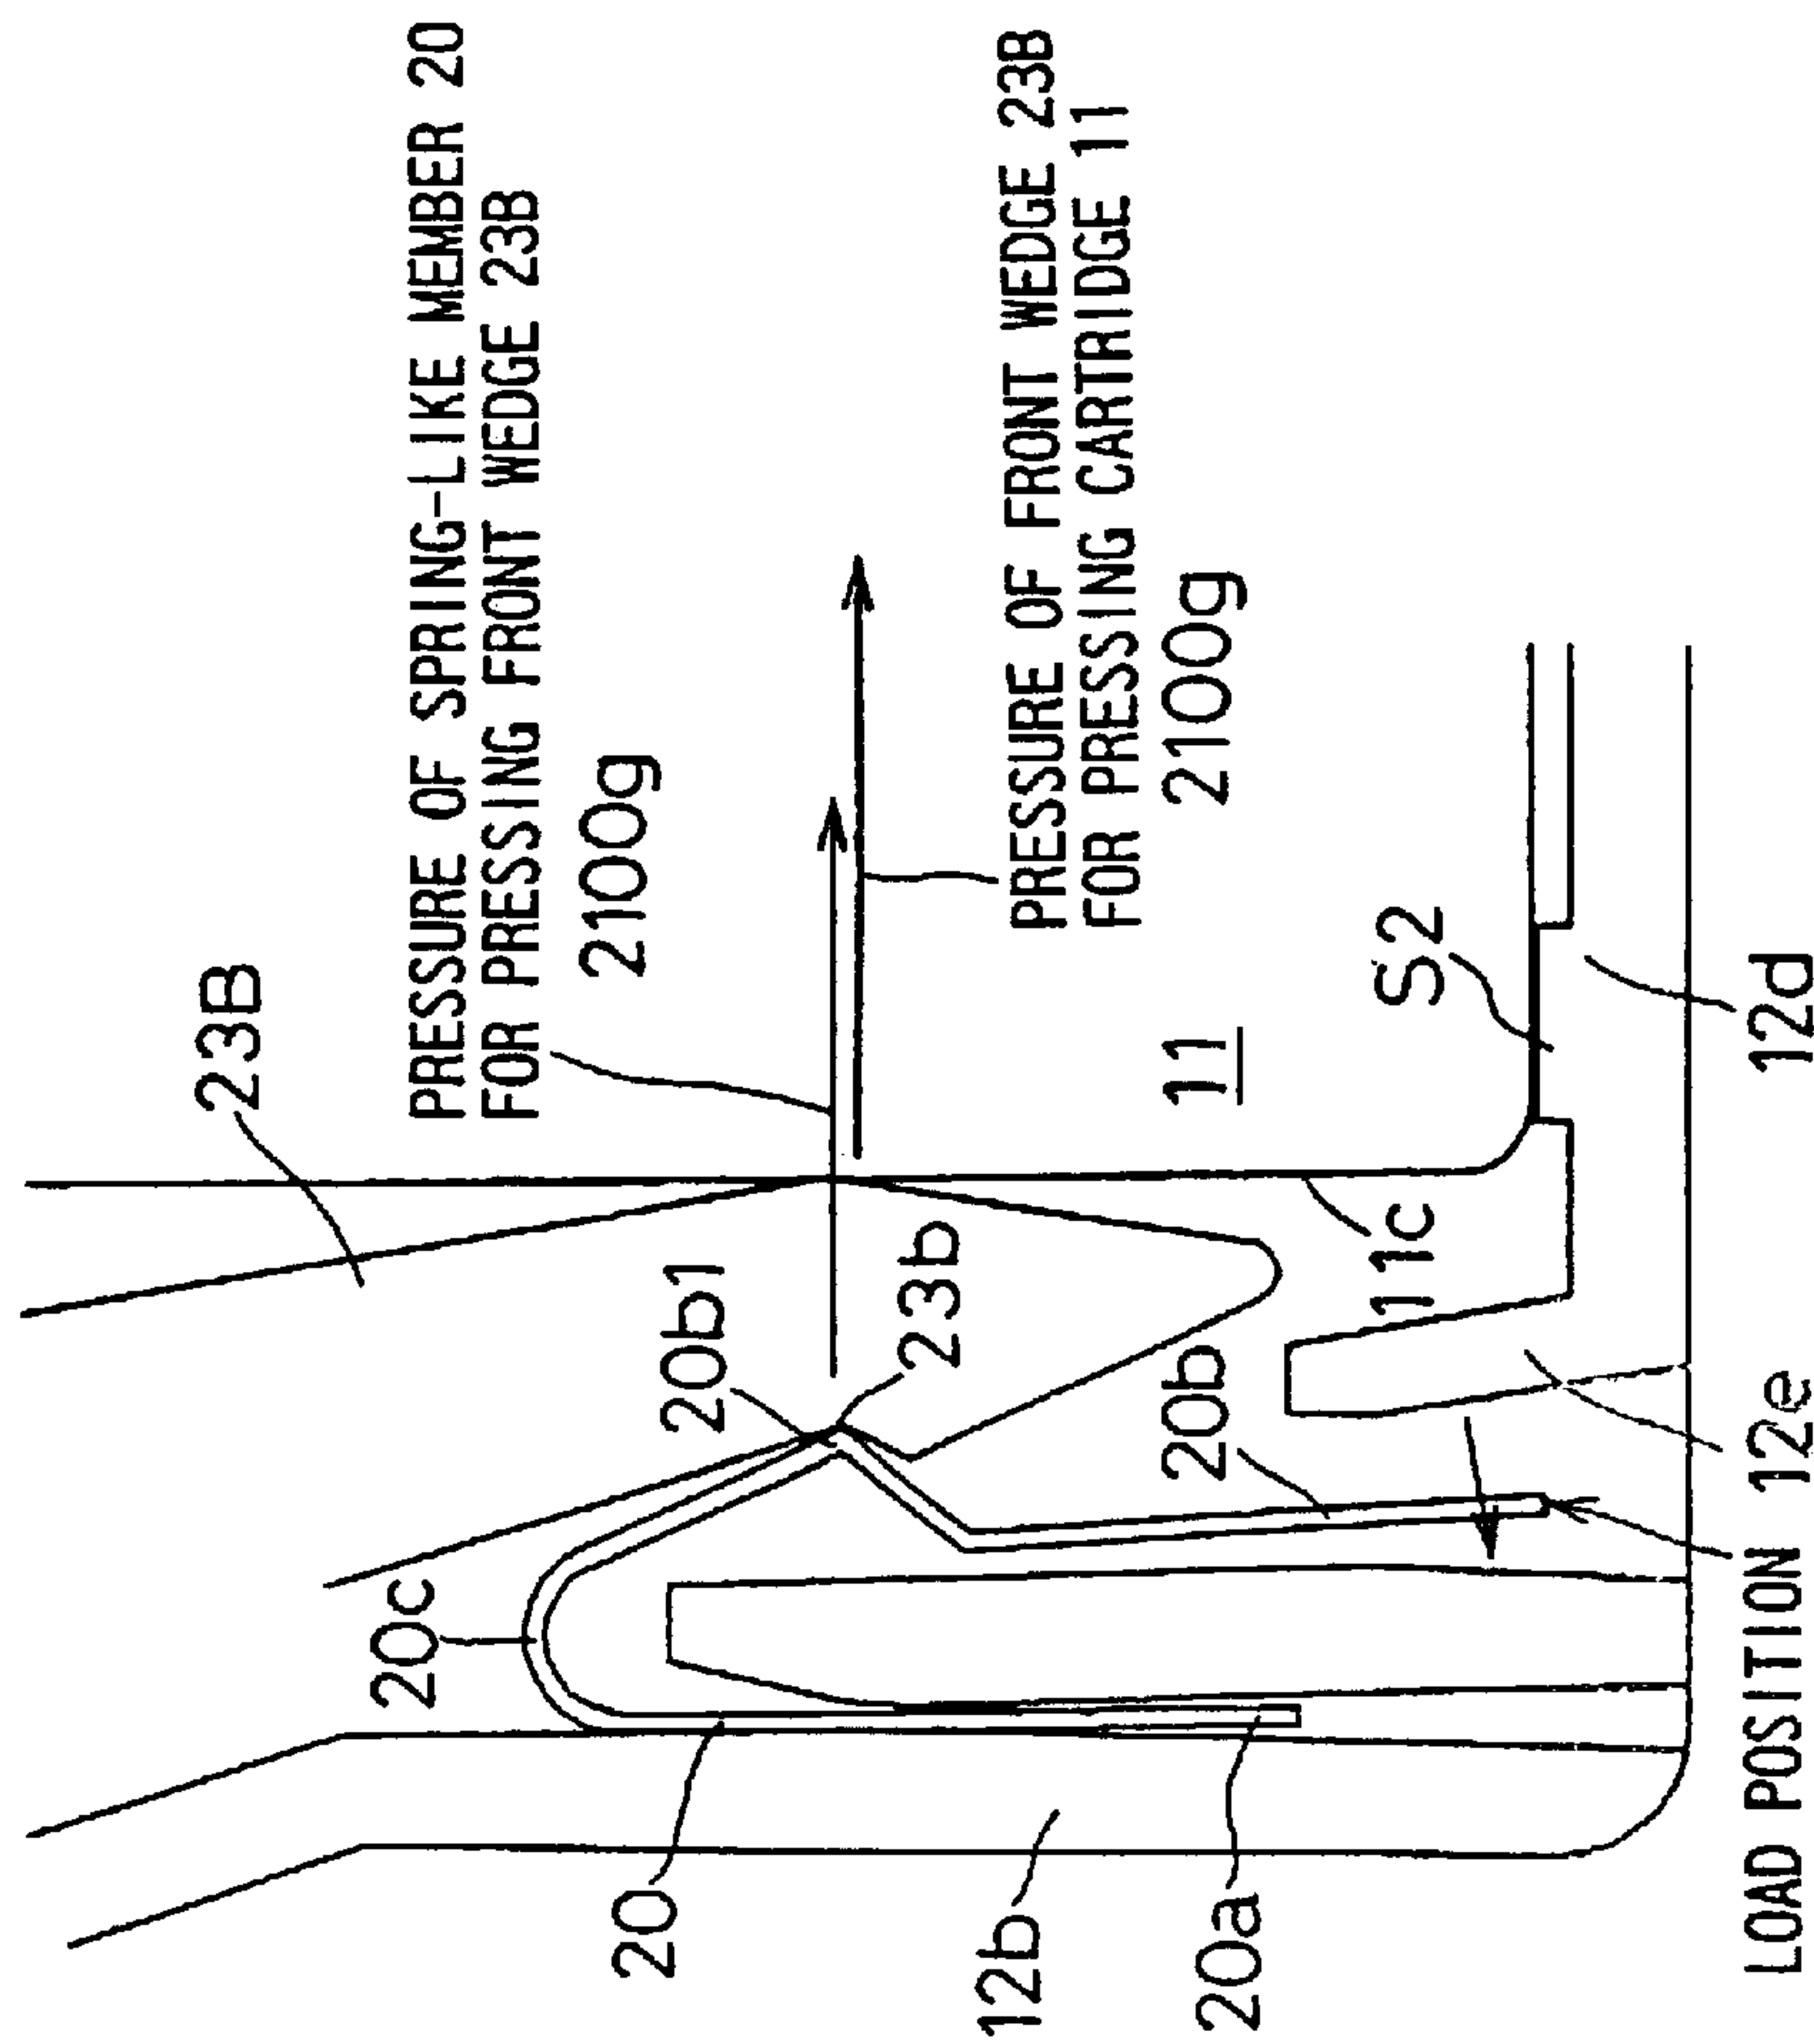 23B
20c
PRESSURE OF SPRING-LIKE MEMBER 20
FOR PRESSING FRONT WEDGE 23B
2100g
20
20b1
23b
12b
PRESSURE OF FRONT WEDGE 23B
FOR PRESSING CARTRIDGE 11
2100g
20a
20b
11
11c
S2
LOAD POSITION
12e
12d